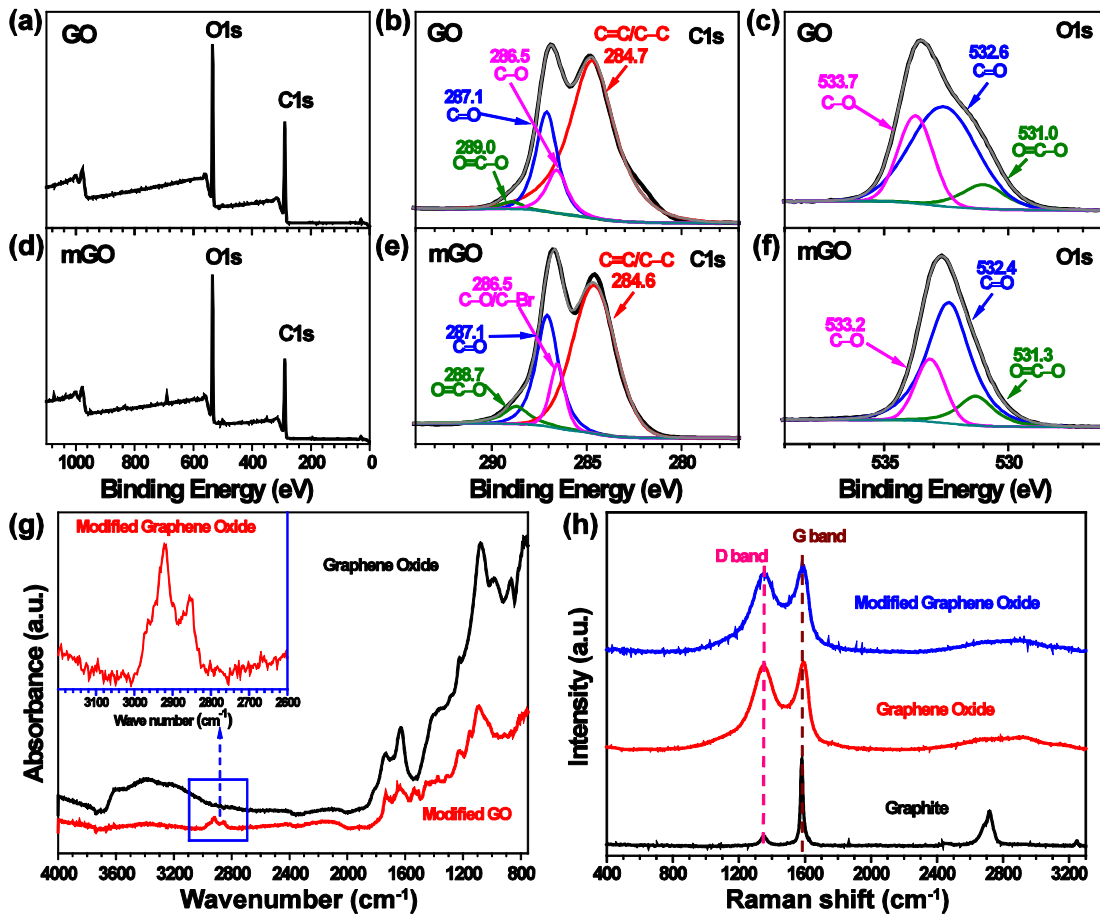 (a)
GO
O1s
C1s
(b)
GO
C1s
C=C/C–C
284.7
286.5
C–O
287.1
C=O
289.0
O=C–O
(c)
GO
O1s
532.6
C=O
533.7
C–O
531.0
O=C–O
(d)
mGO
O1s
C1s
1000 800 600 400 200 0
Binding Energy (eV)
(e)
mGO
C1s
C=C/C–C
284.6
286.5
C–O/C–Br
287.1
C=O
288.7
O=C–O
290 285 280
Binding Energy (eV)
(f)
mGO
O1s
532.4
C=O
533.2
C–O
531.3
O=C–O
535 530
Binding Energy (eV)
(g)
Modified Graphene Oxide
3100 3000 2900 2800 2700 2600
Wave number (cm⁻¹)
Graphene Oxide
Modified GO
Absorbance (a.u.)
4000 3600 3200 2800 2400 2000 1600 1200 800
Wavenumber (cm⁻¹)
(h)
D band
G band
Modified Graphene Oxide
Graphene Oxide
Graphite
Intensity (a.u.)
400 800 1200 1600 2000 2400 2800 3200
Raman shift (cm⁻¹)